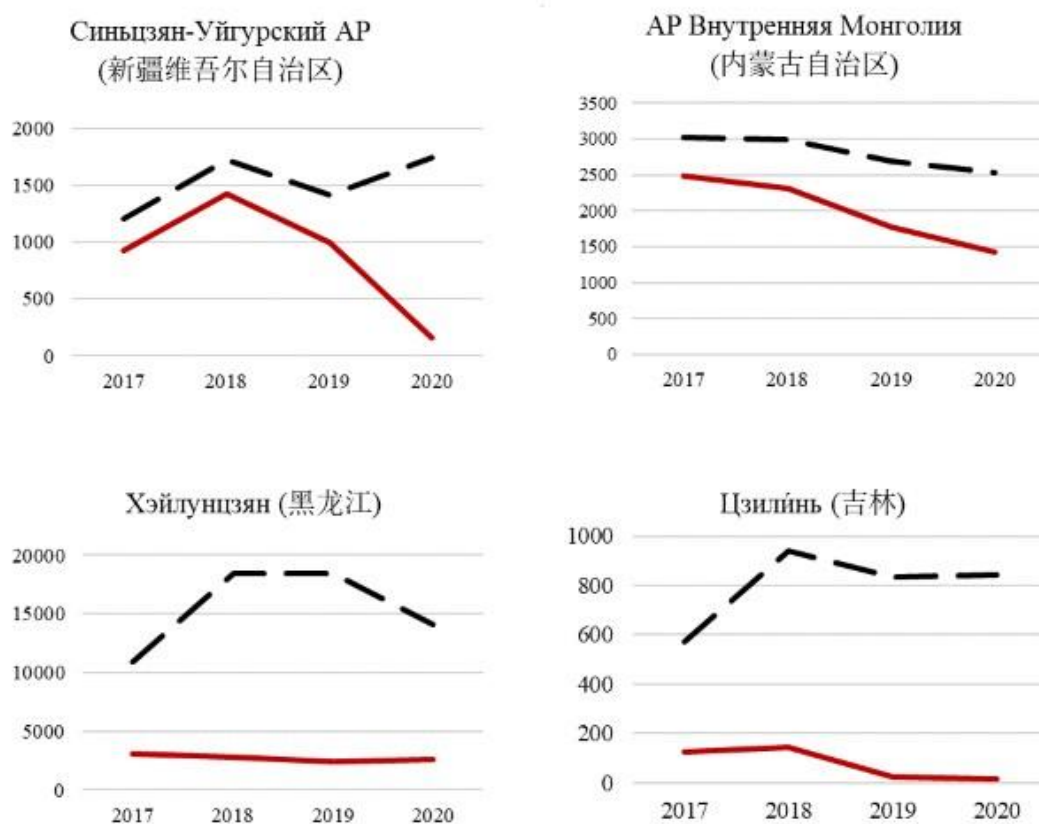 Синьцзян-Уйгурский АР
(新疆维吾尔自治区)
2000
1500
1000
500
0
2017 2018 2019 2020
АР Внутренняя Монголия
(内蒙古自治区)
3500
3000
2500
2000
1500
1000
500
0
2017 2018 2019 2020
Хэйлунцзян (黑龙江)
20000
15000
10000
5000
0
2017 2018 2019 2020
Цзили́нь (吉林)
1000
800
600
400
200
0
2017 2018 2019 2020